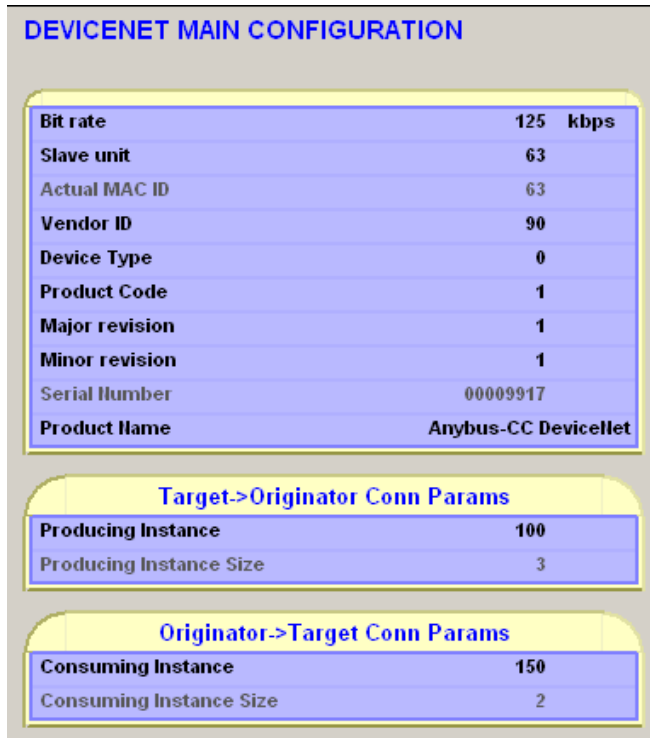 DEVICENET MAIN CONFIGURATION
Bit rate 125 kbps
Slave unit 63
Actual MAC ID 63
Vendor ID 90
Device Type 0
Product Code 1
Major revision 1
Minor revision 1
Serial Number 00009917
Product Name Anybus-CC DeviceNet
Target->Originator Conn Params
Producing Instance 100
Producing Instance Size 3
Originator->Target Conn Params
Consuming Instance 150
Consuming Instance Size 2